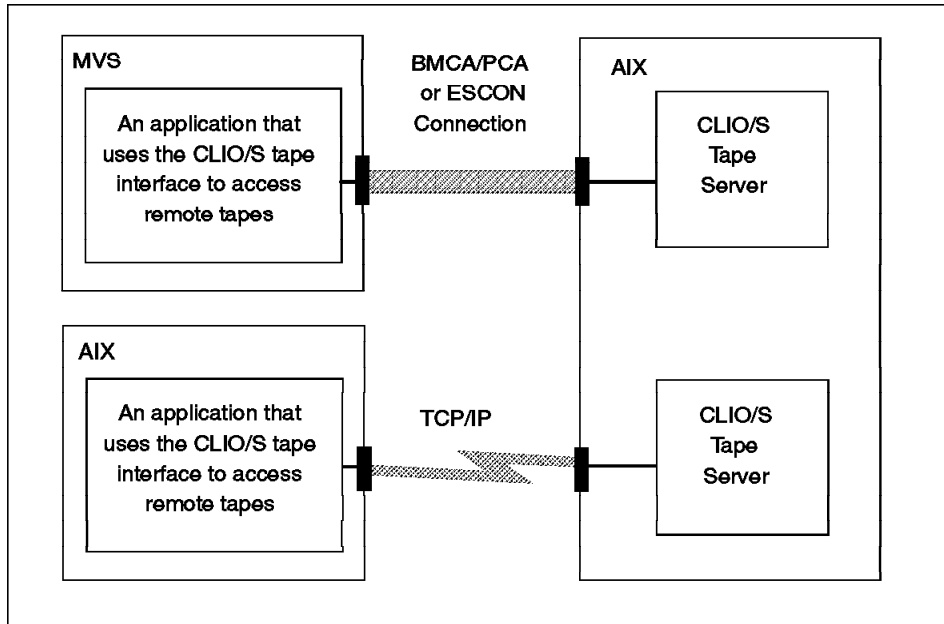 MVS
An application that
uses the CLIO/S tape
interface to access
remote tapes
BMCA/PCA
or ESCON
Connection
AIX
CLIO/S
Tape
Server
AIX
An application that
uses the CLIO/S tape
interface to access
remote tapes
TCP/IP
CLIO/S
Tape
Server